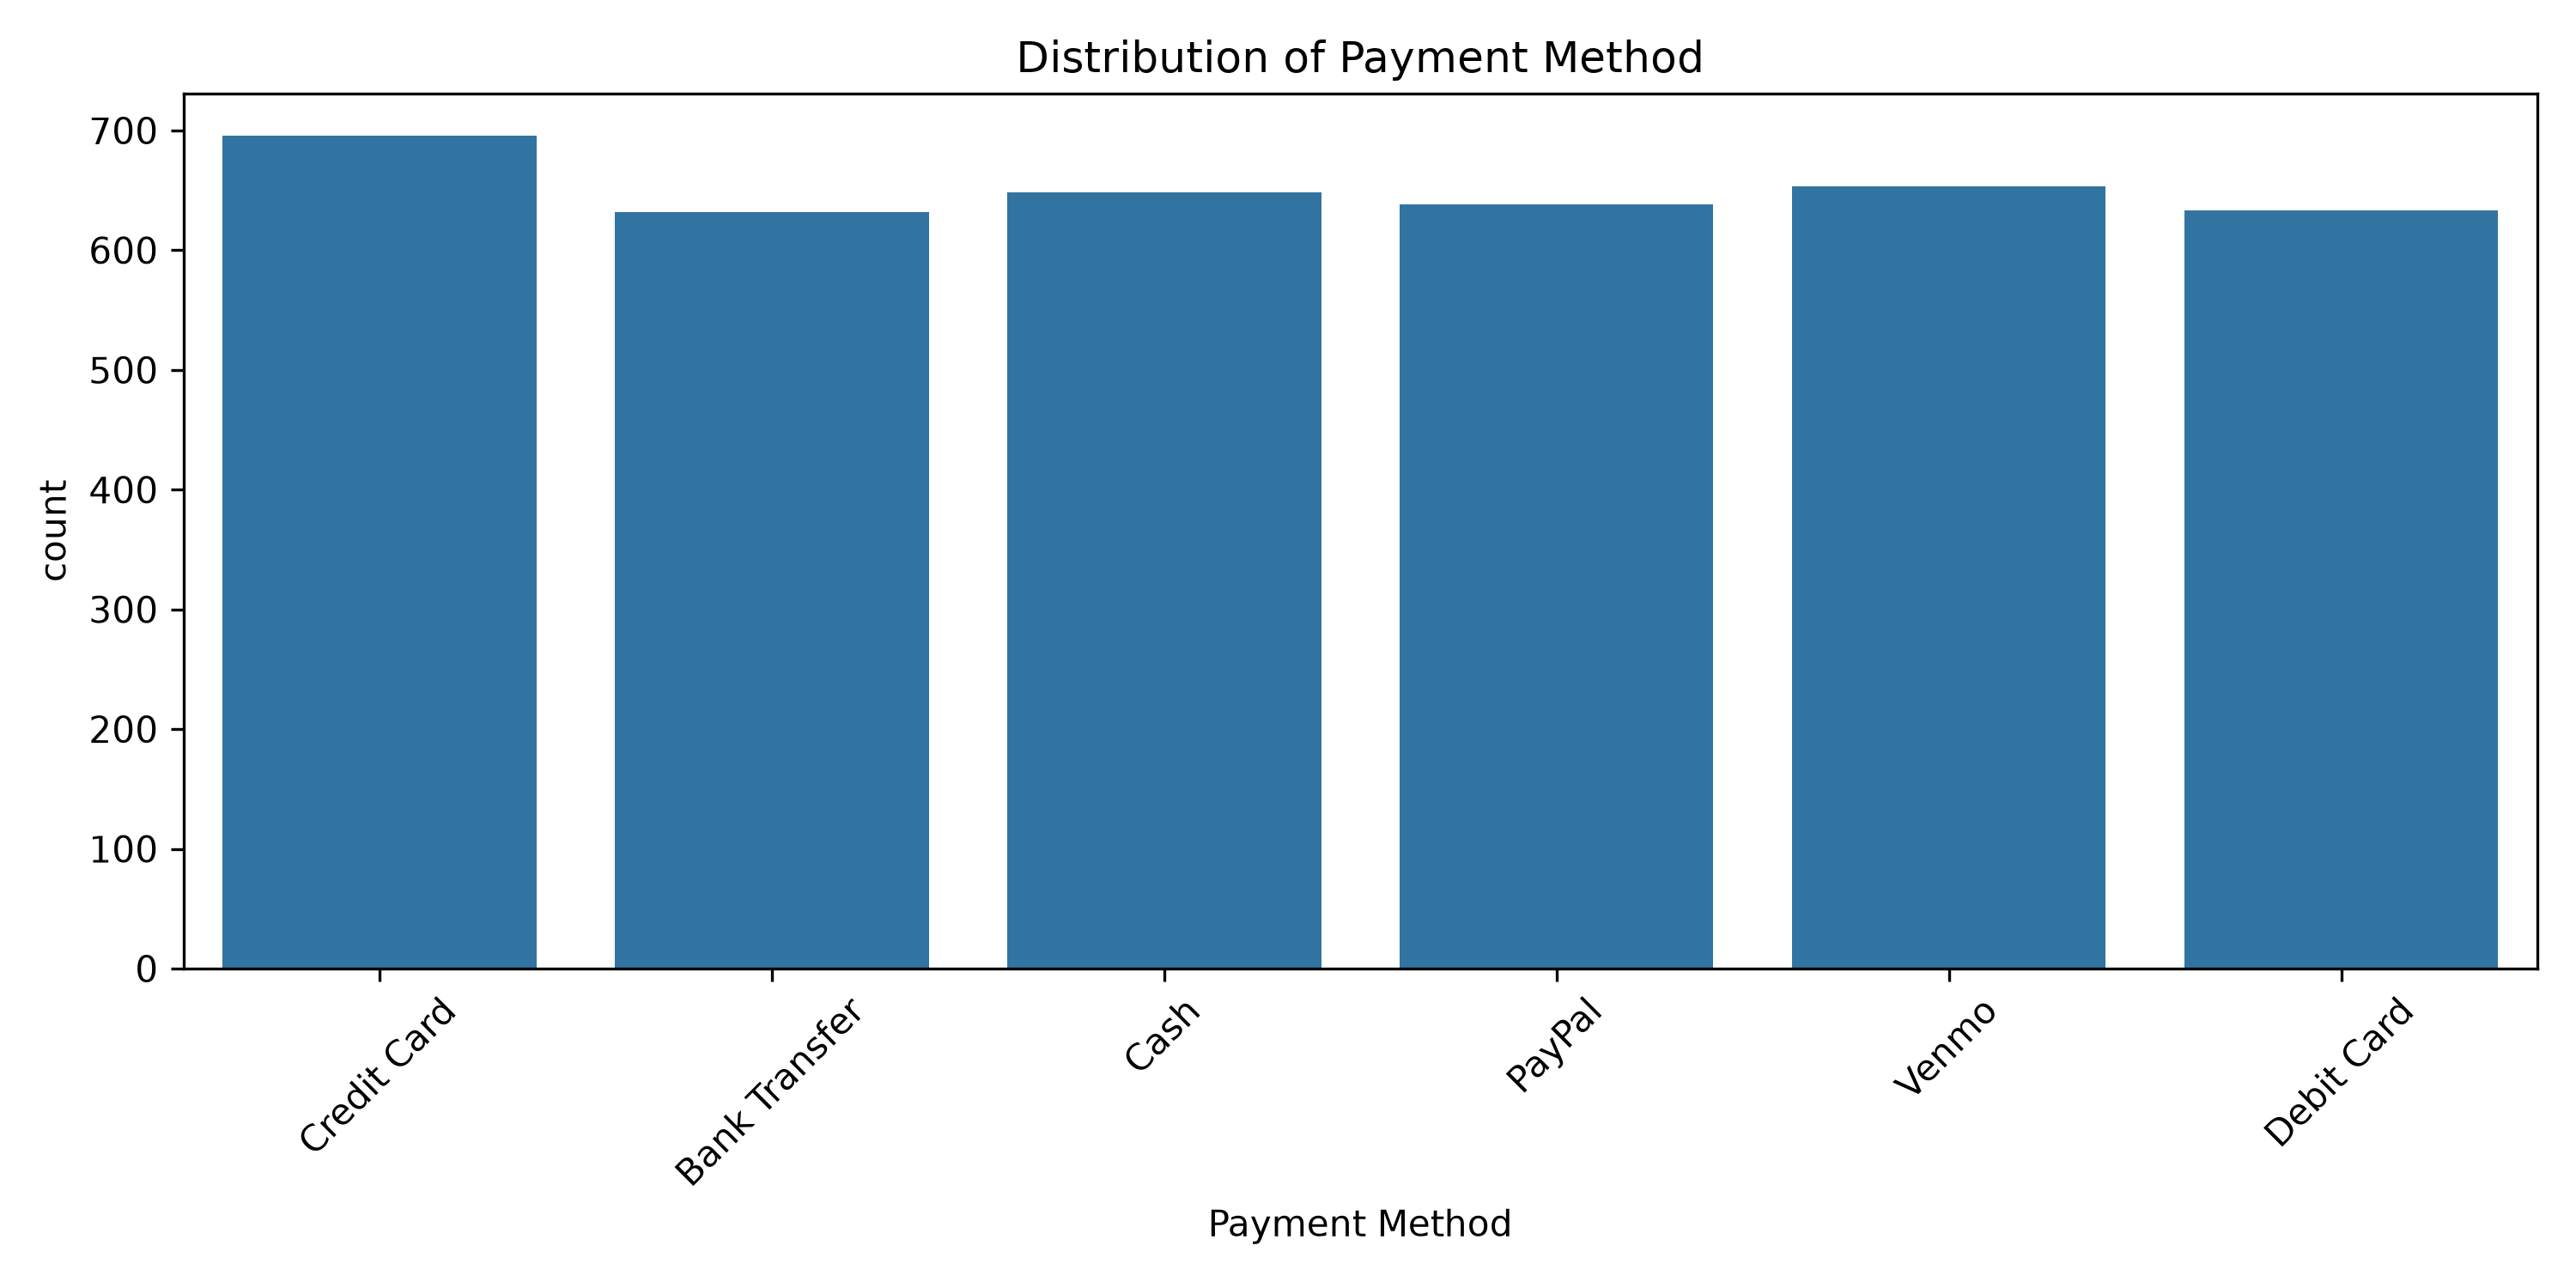 Distribution of Payment Method
700
600
500
400
300
200
100
0
count
Credit Card
Bank Transfer
Cash
PayPal
Venmo
Debit Card
Payment Method